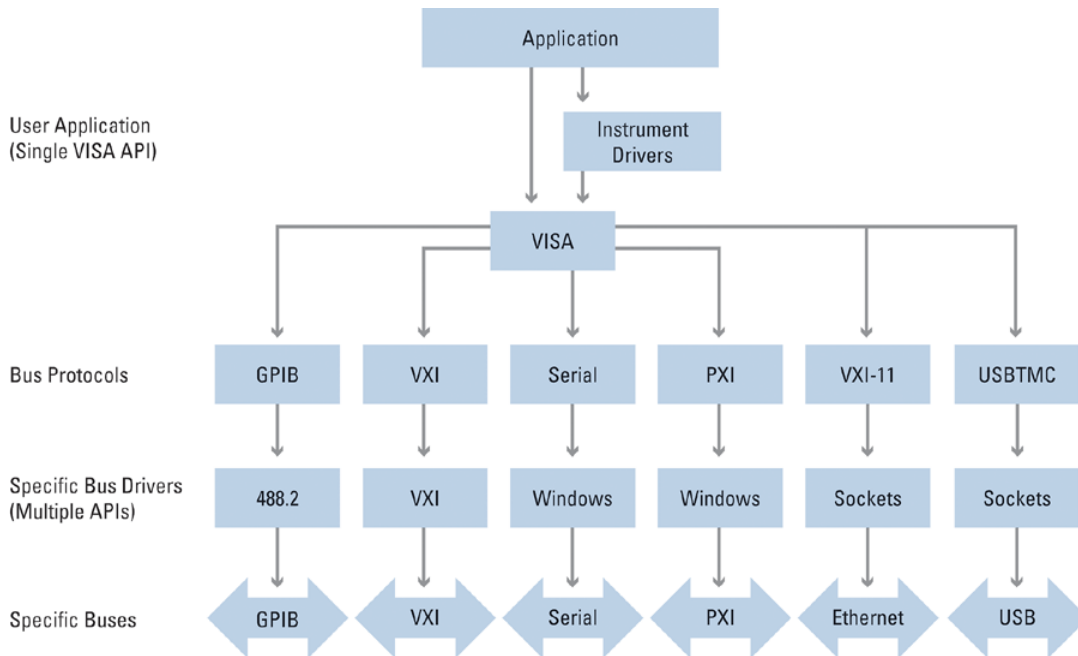 Application
User Application
(Single VISA API)
Instrument
Drivers
VISA
Bus Protocols
GPIB
VXI
Serial
PXI
VXI-11
USBTMC
Specific Bus Drivers
(Multiple APIs)
488.2
VXI
Windows
Windows
Sockets
Sockets
Specific Buses
GPIB
VXI
Serial
PXI
Ethernet
USB